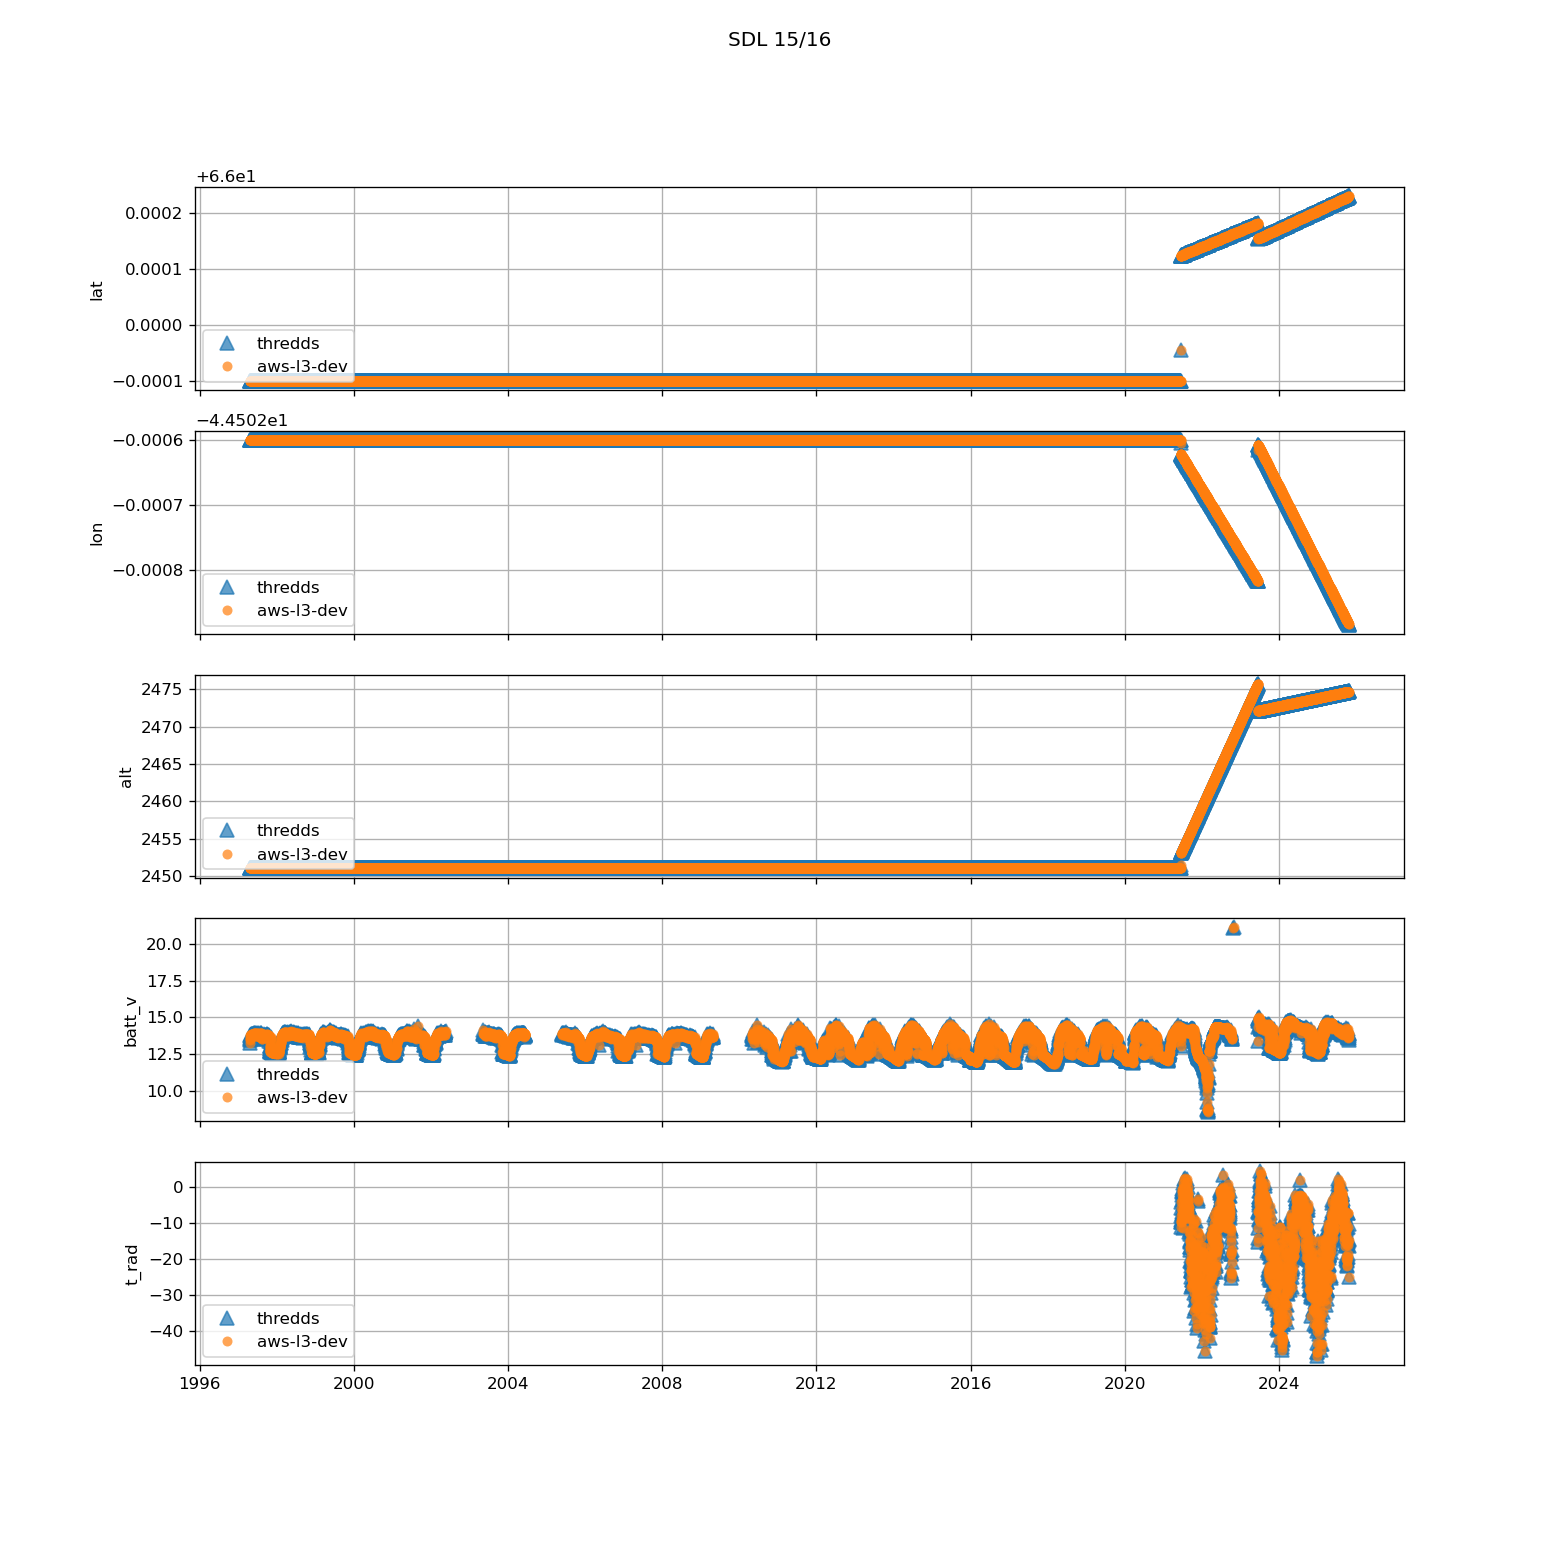 SDL 15/16
+6.6e1
0.0002
0.0001
0.0000
−0.0001
lat
thredds
aws-l3-dev
−4.4502e1
−0.0006
−0.0007
−0.0008
lon
thredds
aws-l3-dev
2475
2470
2465
2460
2455
2450
alt
thredds
aws-l3-dev
20.0
17.5
15.0
12.5
10.0
batt_v
thredds
aws-l3-dev
0
−10
−20
−30
−40
t_rad
thredds
aws-l3-dev
1996 2000 2004 2008 2012 2016 2020 2024